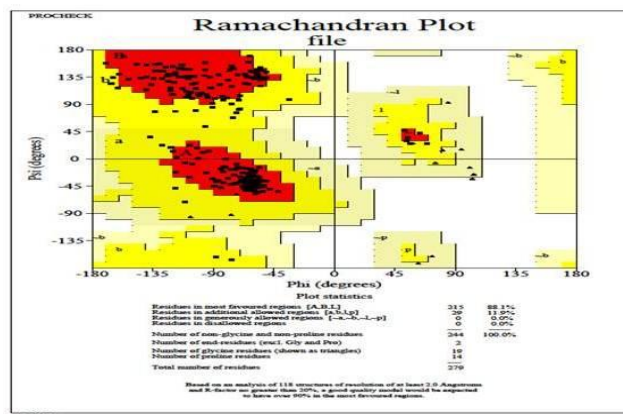 PROCHECK
Ramachandran Plot
file
180
135
90
45
0
-45
-90
-135
-180
Psi (degrees)
B
b
a
~b
~l
l
L
~a
~b
b
~p
p
~b
b
~b
-180 -135 -90 -45 0 45 90 135 180
Phi (degrees)
Plot statistics
Residues in most favoured regions [A,B,L] 215 88.1%
Residues in additional allowed regions [a,b,l,p] 29 11.9%
Residues in generously allowed regions [~a,~b,~l,~p] 0 0.0%
Residues in disallowed regions 0 0.0%
Number of non-glycine and non-proline residues 244 100.0%
Number of end-residues (excl. Gly and Pro) 2
Number of glycine residues (shown as triangles) 19
Number of proline residues 14
Total number of residues 279
Based on an analysis of 118 structures of resolution of at least 2.0 Angstroms
and R-factor no greater than 20%, a good quality model would be expected
to have over 90% in the most favoured regions.